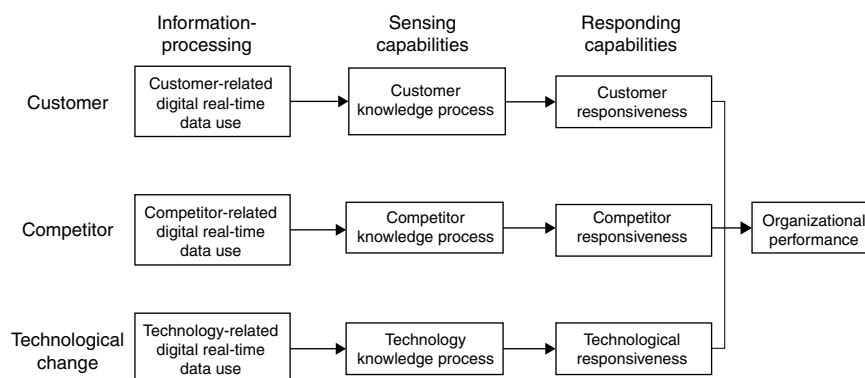 Information-
processing
Sensing
capabilities
Responding
capabilities
Customer
Customer-related
digital real-time
data use
Customer
knowledge process
Customer
responsiveness
Competitor
Competitor-related
digital real-time
data use
Competitor
knowledge process
Competitor
responsiveness
Organizational
performance
Technological
change
Technology-related
digital real-time
data use
Technology
knowledge process
Technological
responsiveness